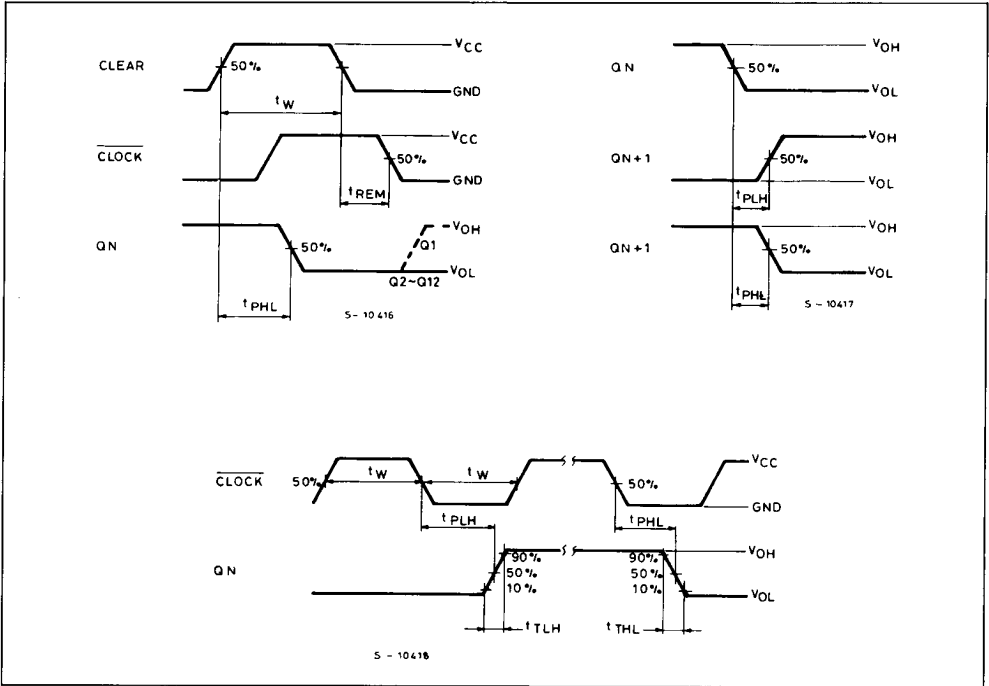 CLEAR
50%
VCC
GND
tW
CLOCK
VCC
50%
GND
tREM
QN
50%
VOH
Q1
VOL
Q2~Q12
tPHL
S-10416
QN
VOH
50%
VOL
QN+1
VOH
50%
VOL
tPLH
QN+1
VOH
50%
VOL
tPHL
S-10417
CLOCK
50%
tW
tW
50%
VCC
GND
tPLH
tPHL
QN
90%
50%
10%
90%
50%
10%
VOH
VOL
tTLH
tTHL
S-10418